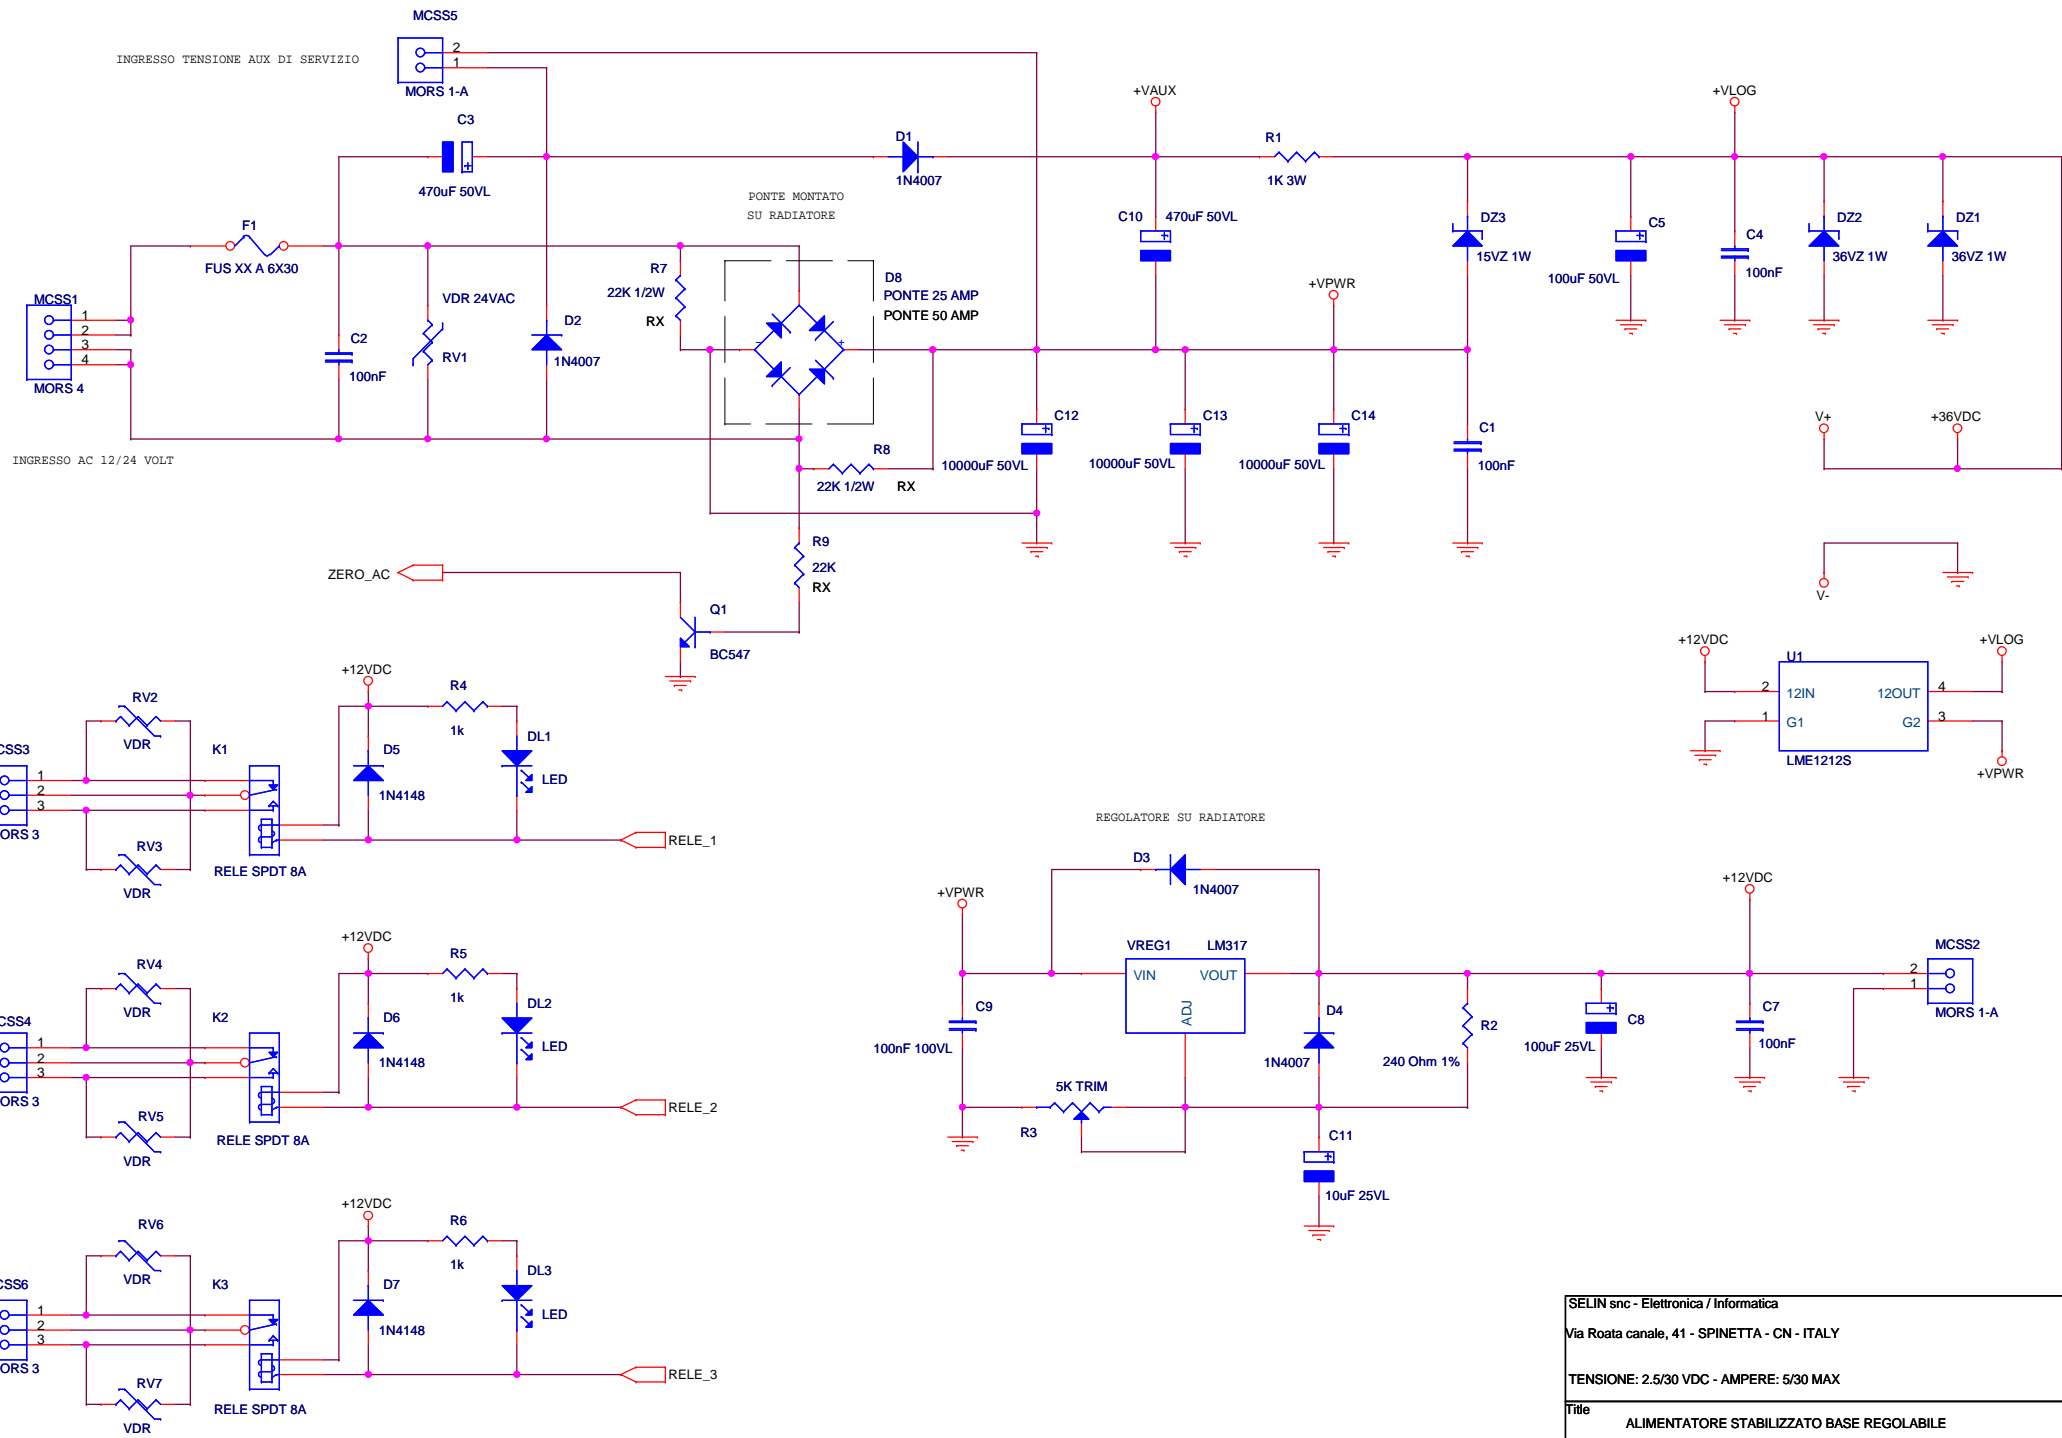 MCSS5
INGRESSO TENSIONE AUX DI SERVIZIO
2
1
MORS 1-A
+VAUX
+VLOG
C3
470uF 50VL
D1
1N4007
R1
1K 3W
PONTE MONTATO
SU RADIATORE
F1
FUS XX A 6X30
C10
470uF 50VL
DZ3
15VZ 1W
C5
100uF 50VL
C4
100nF
DZ2
36VZ 1W
DZ1
36VZ 1W
R7
22K 1/2W
RX
D8
PONTE 25 AMP
PONTE 50 AMP
-
+
+VPWR
MCSS1
1
2
3
4
MORS 4
VDR 24VAC
RV1
C2
100nF
D2
1N4007
INGRESSO AC 12/24 VOLT
R8
22K 1/2W
RX
C12
10000uF 50VL
C13
10000uF 50VL
C14
10000uF 50VL
C1
100nF
V+
+36VDC
R9
22K
RX
ZERO_AC
Q1
BC547
V-
+12VDC
+VLOG
U1
2
12IN
12OUT
4
1
G1
G2
3
LME1212S
+VPWR
+12VDC
RV2
VDR
R4
1k
CSS3
1
2
3
ORS 3
K1
D5
1N4148
DL1
LED
RV3
VDR
RELE SPDT 8A
RELE_1
REGOLATORE SU RADIATORE
D3
1N4007
+VPWR
+12VDC
VREG1
LM317
VIN
VOUT
ADJ
MCSS2
2
1
MORS 1-A
C9
100nF 100VL
D4
1N4007
R2
240 Ohm 1%
C8
100uF 25VL
C7
100nF
5K TRIM
R3
C11
10uF 25VL
+12VDC
RV4
VDR
R5
1k
CSS4
1
2
3
ORS 3
K2
D6
1N4148
DL2
LED
RV5
VDR
RELE SPDT 8A
RELE_2
+12VDC
RV6
VDR
R6
1k
CSS6
1
2
3
ORS 3
K3
D7
1N4148
DL3
LED
RV7
VDR
RELE SPDT 8A
RELE_3
SELIN snc - Elettronica / Informatica
Via Roata canale, 41 - SPINETTA - CN - ITALY
TENSIONE: 2.5/30 VDC - AMPERE: 5/30 MAX
Title
ALIMENTATORE STABILIZZATO BASE REGOLABILE